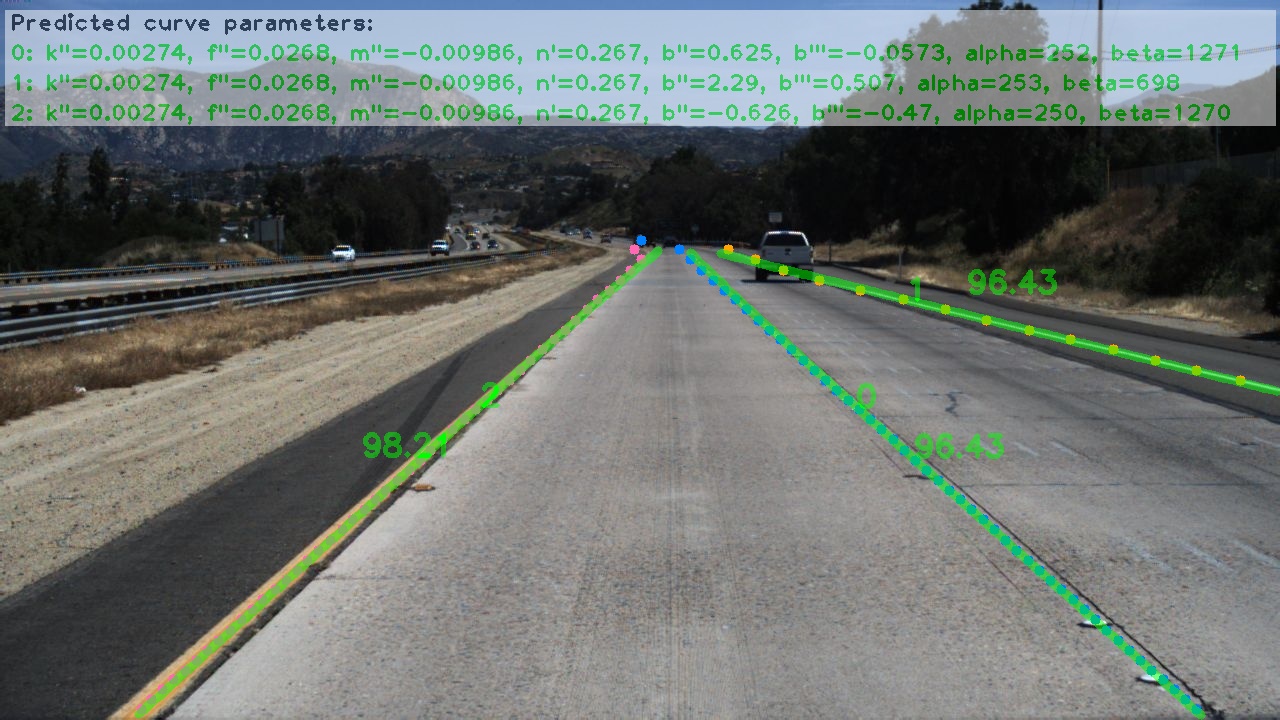 Predicted curve parameters:
0: k''=0.00274, f''=0.0268, m''=−0.00986, n'=0.267, b''=0.625, b'''=−0.0573, alpha=252, beta=1271
1: k''=0.00274, f''=0.0268, m''=−0.00986, n'=0.267, b''=2.29, b'''=0.507, alpha=253, beta=698
2: k''=0.00274, f''=0.0268, m''=−0.00986, n'=0.267, b''=−0.626, b'''=−0.47, alpha=250, beta=1270
1 96.43
2 0
98.21 96.43